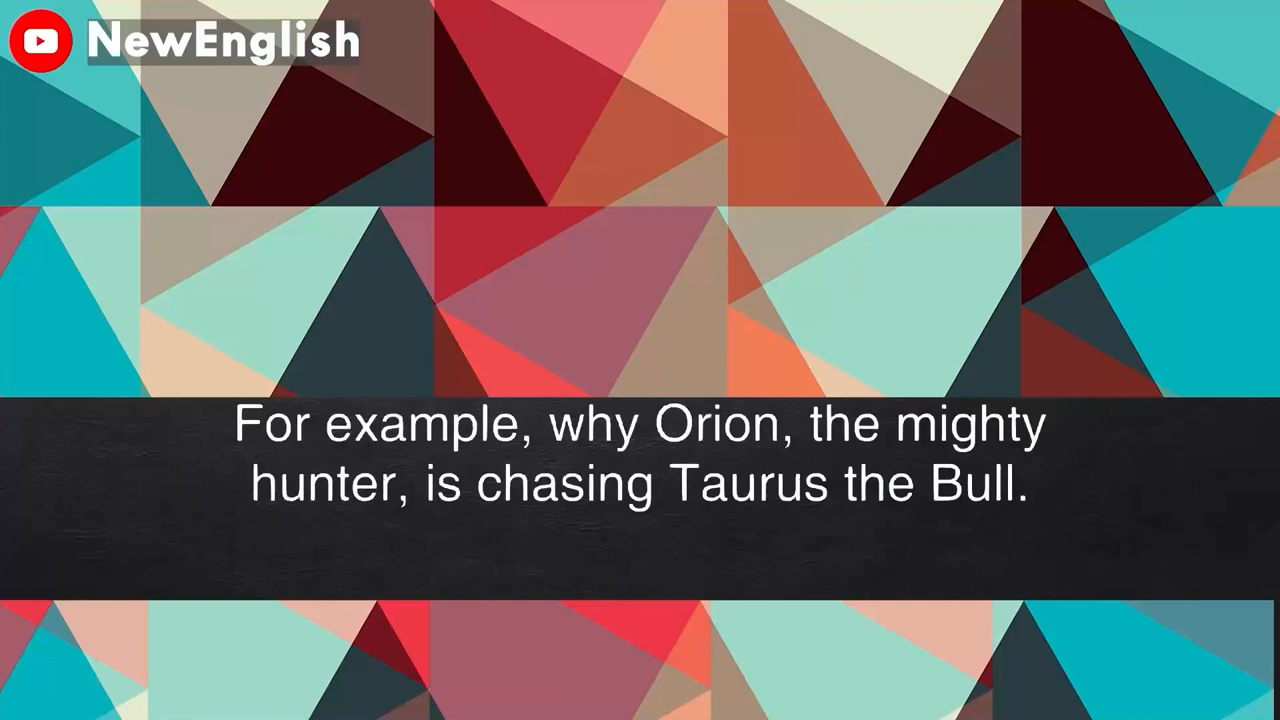 NewEnglish
For example, why Orion, the mighty
hunter, is chasing Taurus the Bull.